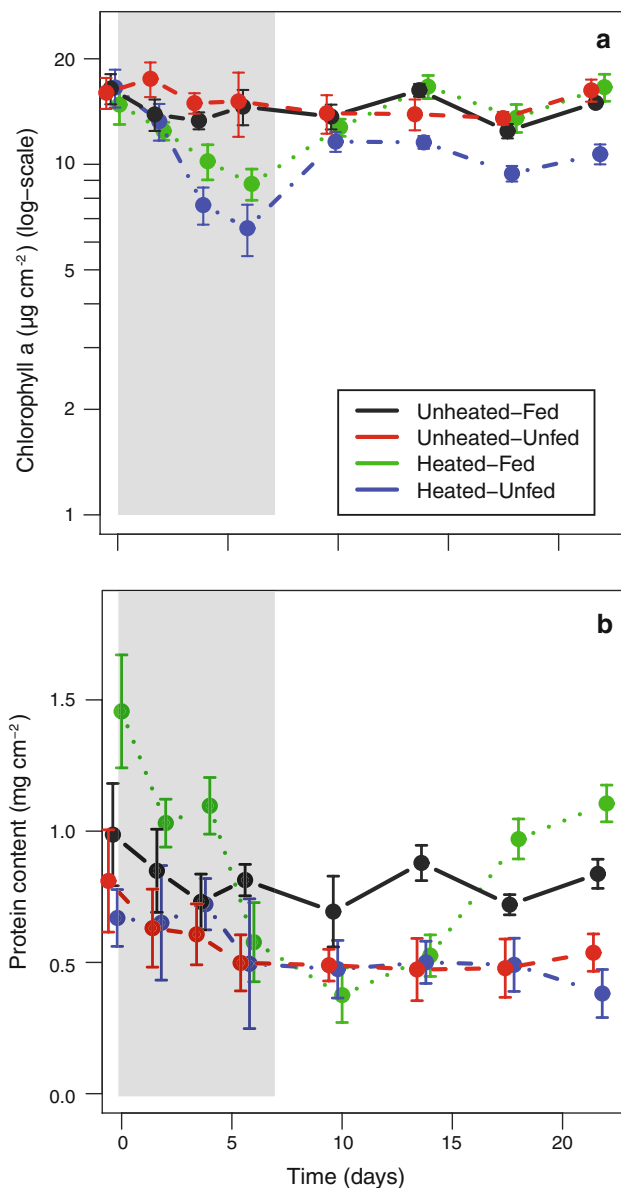 a
20
10
5
2
1
Chlorophyll a (µg cm−2) (log−scale)
Unheated−Fed
Unheated−Unfed
Heated−Fed
Heated−Unfed
b
1.5
1.0
0.5
0.0
Protein content (mg cm−2)
0 5 10 15 20
Time (days)